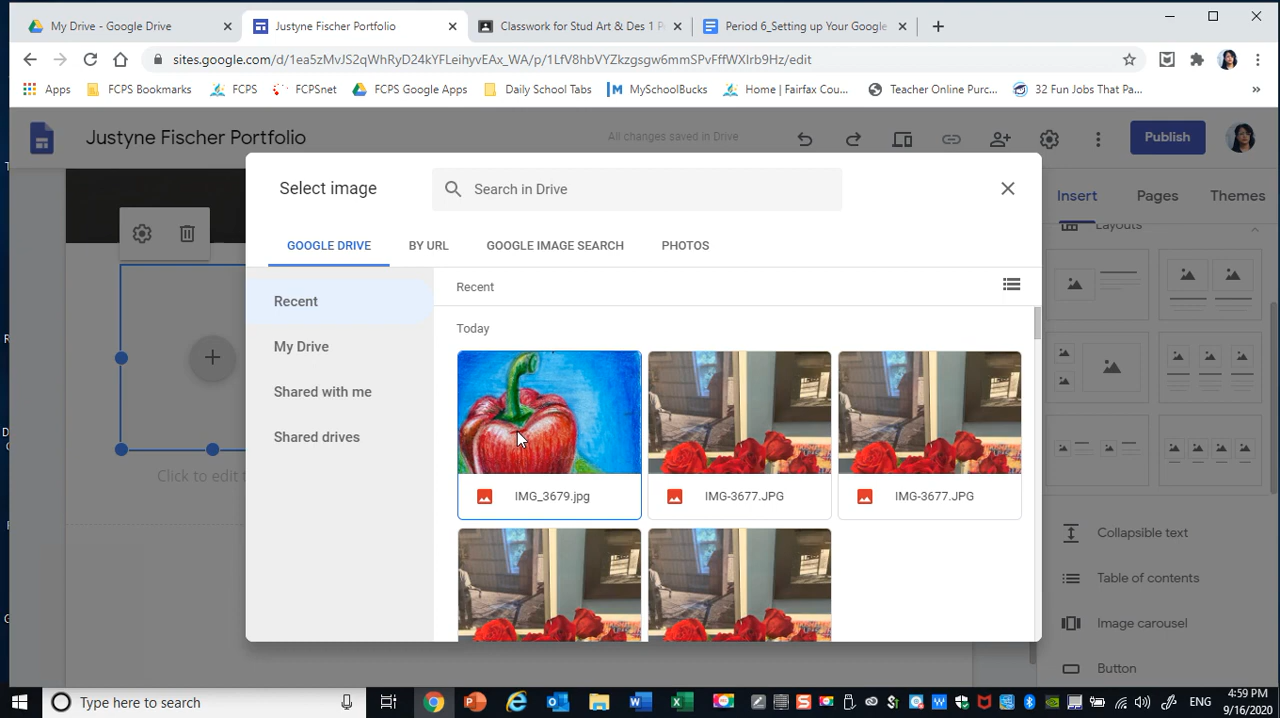 My Drive - Google Drive
Justyne Fischer Portfolio
Classwork for Stud Art & Des 1 P
Period 6_Setting up Your Google
sites.google.com/d/1ea5zMvJS2qWhRyD24kYFLeihyvEAx_WA/p/1LfV8hbVYZkzgsgw6mmSPvFffWXIrb9Hz/edit
Apps
FCPS Bookmarks
FCPS
FCPSnet
FCPS Google Apps
Daily School Tabs
MySchoolBucks
Home | Fairfax Cou...
Teacher Online Purc...
32 Fun Jobs That Pa...
Justyne Fischer Portfolio
All changes saved in Drive
Publish
Select image
Search in Drive
Insert
Pages
Themes
Layouts
GOOGLE DRIVE
BY URL
GOOGLE IMAGE SEARCH
PHOTOS
Recent
My Drive
Shared with me
Shared drives
Recent
Today
IMG_3679.jpg
IMG-3677.JPG
IMG-3677.JPG
Click to edit
Collapsible text
Table of contents
Image carousel
Button
Type here to search
ENG
4:59 PM
9/16/2020